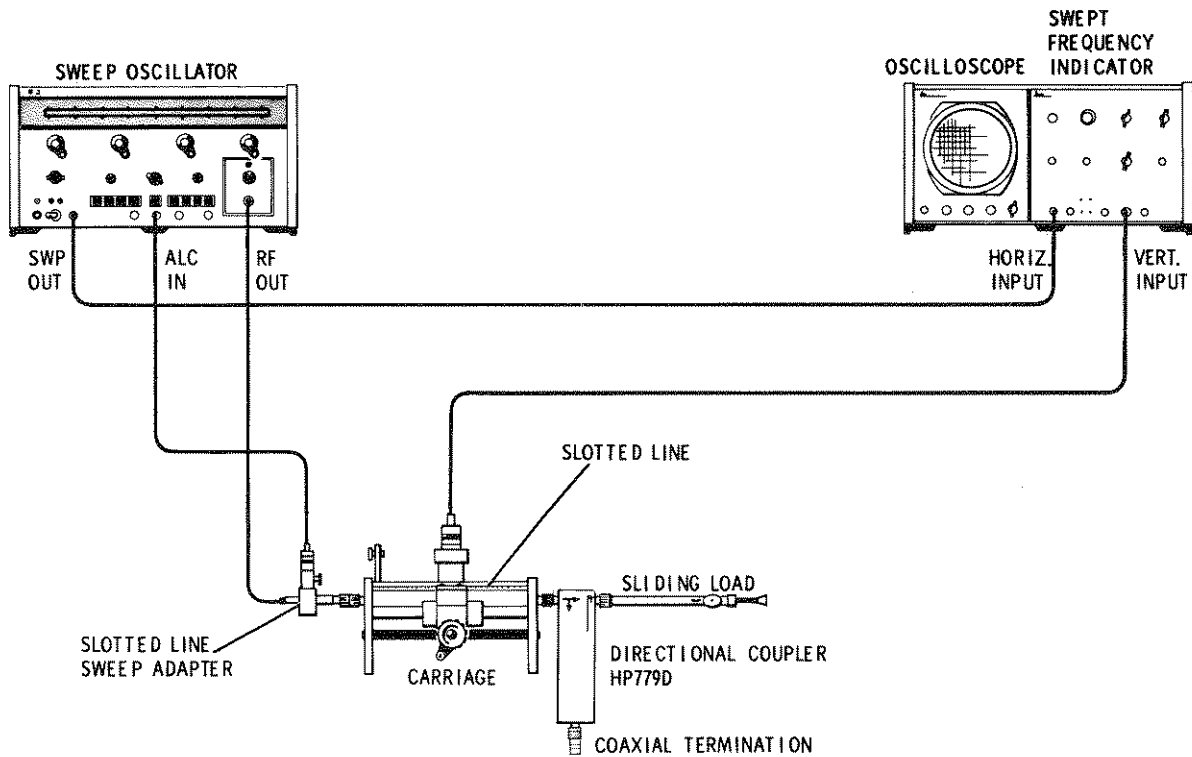 SWEEP OSCILLATOR
OSCILLOSCOPE
SWEPT
FREQUENCY
INDICATOR
SWP
OUT
ALC
IN
RF
OUT
HORIZ.
INPUT
VERT.
INPUT
SLOTTED LINE
SLIDING LOAD
SLOTTED LINE
SWEEP ADAPTER
CARRIAGE
DIRECTIONAL COUPLER
HP779D
COAXIAL TERMINATION